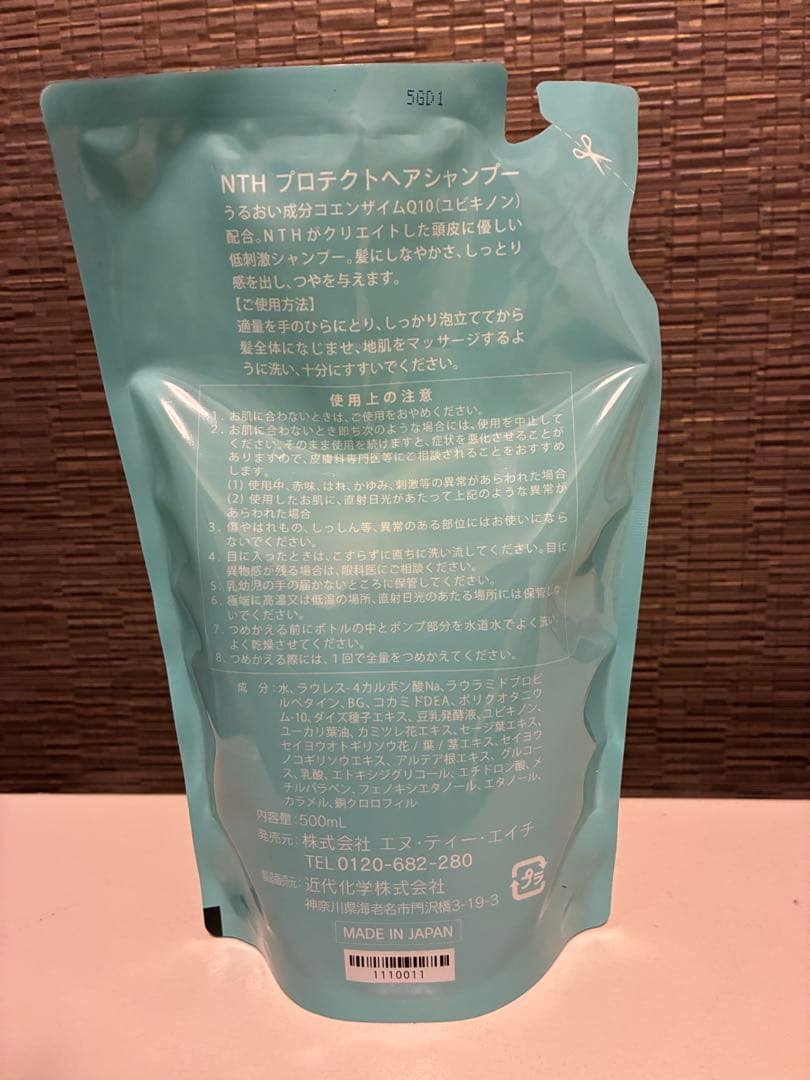 5GD1
NTH プロテクトヘアシャンプー
うるおい成分コエンザイムQ10(ユビキノン)
配合。NTHがクリエイトした頭皮に優しい
低刺激シャンプー。髪にしなやかさ、しっとり
感を出し、つやを与えます。
【ご使用方法】
適量を手のひらにとり、しっかり泡立ててから
髪全体になじませ、地肌をマッサージするよ
うに洗い、十分にすすいでください。
使用上の注意
1. お肌に合わないときは、ご使用をおやめください。
2. お肌に合わないとき即ち次のような場合には、使用を中止して
ください。そのまま使用を続けますと、症状を悪化させることが
ありますので、皮膚科専門医等にご相談されることをおすすめ
します。
(1) 使用中、赤味、はれ、かゆみ、刺激等の異常があらわれた場合
(2) 使用したお肌に、直射日光があたって上記のような異常が
あらわれた場合
3. 傷やはれもの、しっしん等、異常のある部位にはお使いになら
ないでください。
4. 目に入ったときは、こすらずに直ちに洗い流してください。目に
異物感が残る場合は、眼科医にご相談ください。
5. 乳幼児の手の届かないところに保管してください。
6. 極端に高温又は低温の場所、直射日光のあたる場所には保管しな
いでください。
7. つめかえる前にボトルの中とポンプ部分を水道水でよく洗い、
よく乾燥させてください。
8. つめかえる際には、1回で全量をつめかえてください。
成 分:水、ラウレス-4カルボン酸Na、ラウラミドプロピ
ルベタイン、BG、コカミドDEA、ポリクオタニウ
ム-10、ダイズ種子エキス、豆乳発酵液、ユビキノン、
ユーカリ葉油、カミツレ花エキス、セージ葉エキス、
セイヨウオトギリソウ花/葉/茎エキス、セイヨウ
ノコギリソウエキス、アルテア根エキス、グルコー
ス、乳酸、エトキシジグリコール、エチドロン酸、メ
チルパラベン、フェノキシエタノール、エタノール、
カラメル、銅クロロフィル
内容量:500mL
発売元:株式会社 エヌ・ティー・エイチ
TEL 0120-682-280
製造販売元:近代化学株式会社
神奈川県海老名市門沢橋3-19-3
プラ
MADE IN JAPAN
1110011